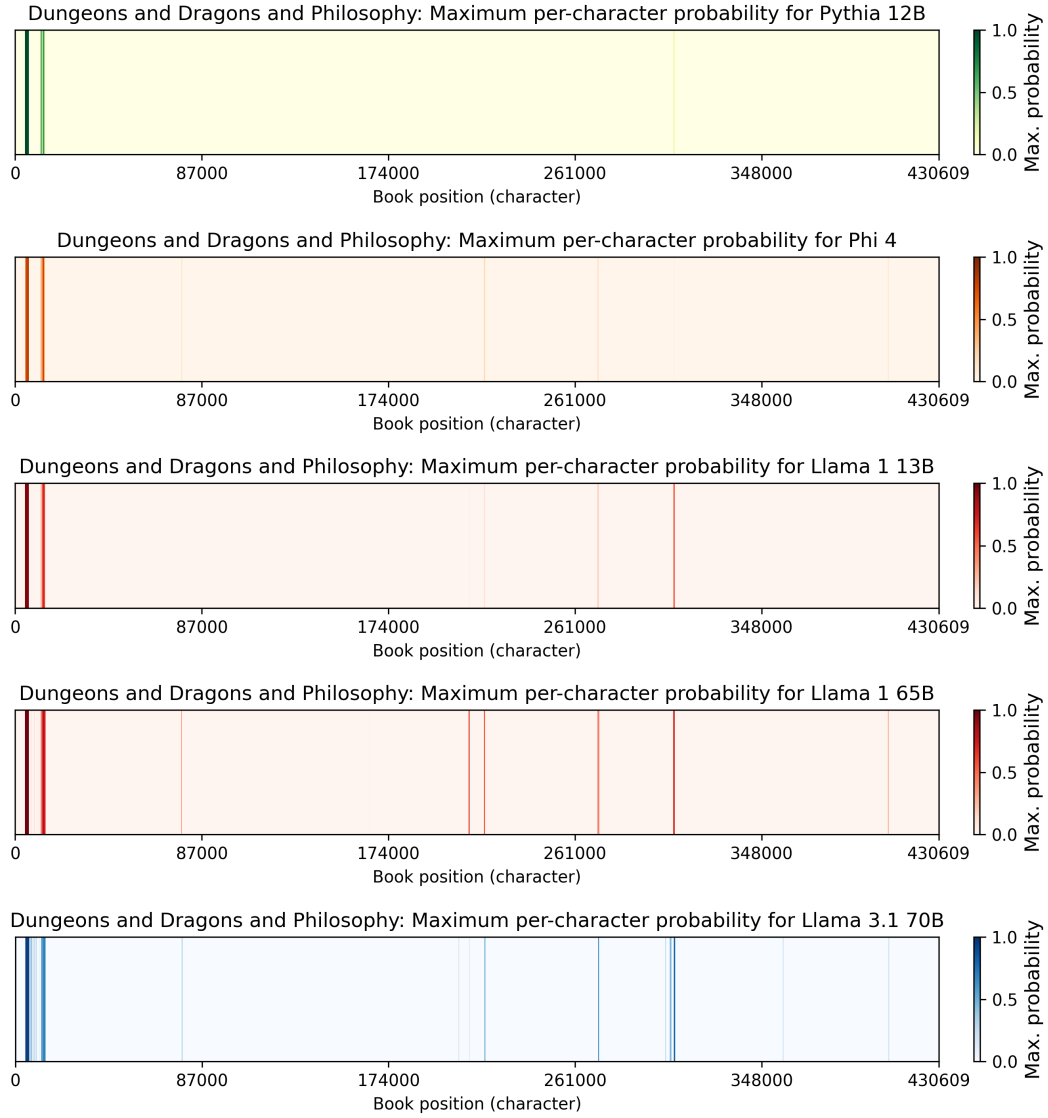 Dungeons and Dragons and Philosophy: Maximum per-character probability for Pythia 12B
1.0
0.5
0.0
Max. probability
0 87000 174000 261000 348000 430609
Book position (character)
Dungeons and Dragons and Philosophy: Maximum per-character probability for Phi 4
1.0
0.5
0.0
Max. probability
0 87000 174000 261000 348000 430609
Book position (character)
Dungeons and Dragons and Philosophy: Maximum per-character probability for Llama 1 13B
1.0
0.5
0.0
Max. probability
0 87000 174000 261000 348000 430609
Book position (character)
Dungeons and Dragons and Philosophy: Maximum per-character probability for Llama 1 65B
1.0
0.5
0.0
Max. probability
0 87000 174000 261000 348000 430609
Book position (character)
Dungeons and Dragons and Philosophy: Maximum per-character probability for Llama 3.1 70B
1.0
0.5
0.0
Max. probability
0 87000 174000 261000 348000 430609
Book position (character)